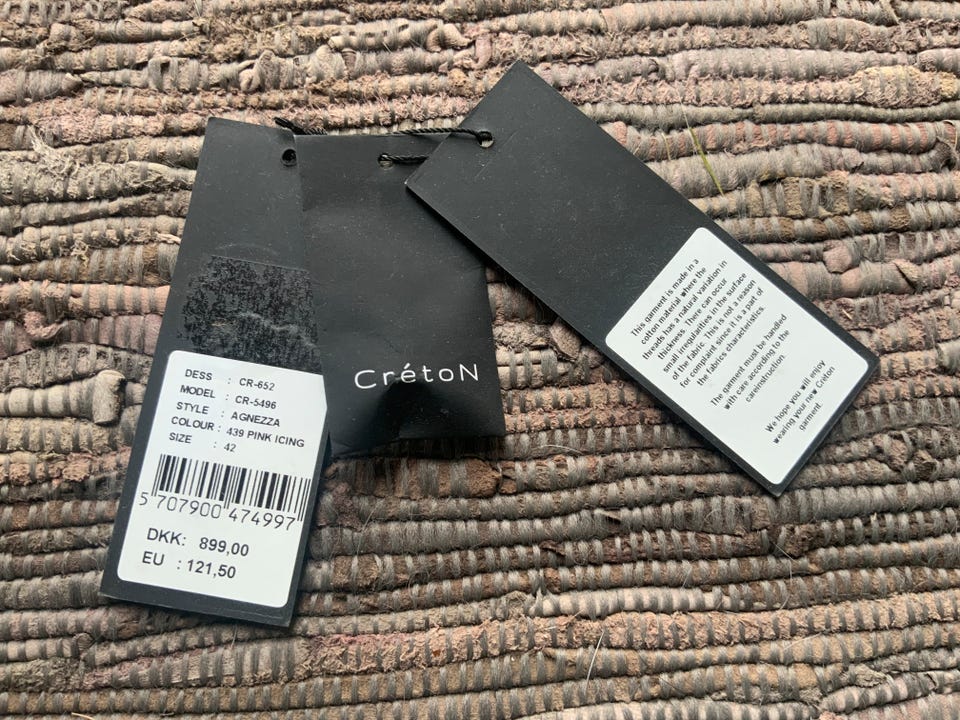 DESS : CR-652
MODEL : CR-5496
STYLE : AGNEZZA
COLOUR : 439 PINK ICING
SIZE : 42
5 707900 474997
DKK: 899,00
EU : 121,50
CrétoN
This garment is made in a
cotton material where the
threads has a natural variation in
thickness. There can occur
small irregularities in the surface
of the fabric. This is not a reason
for complaint since it is a part of
the fabrics characteristics.
The garment must be handled
with care according to the
careinstruction.
We hope you will enjoy
wearing your new Créton
garment.